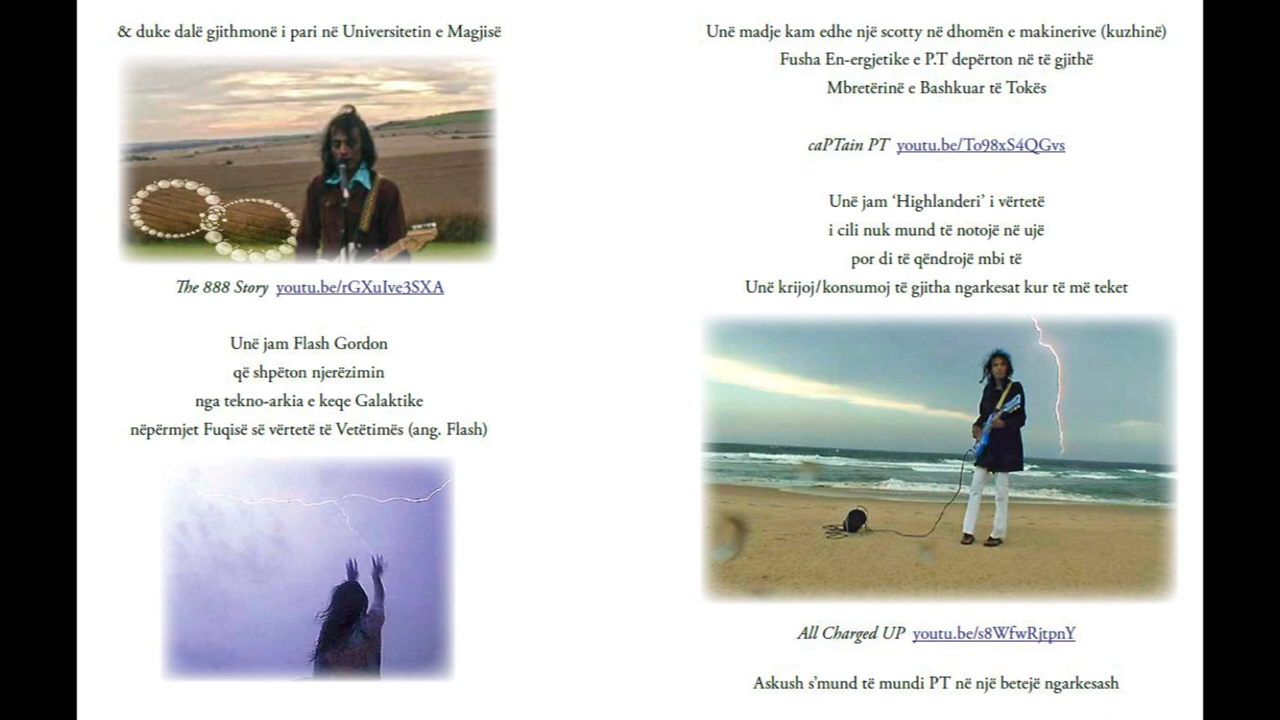 & duke dalë gjithmonë i pari në Universitetin e Magjisë
The 888 Story youtu.be/rGXuIve3SXA
Unë jam Flash Gordon
që shpëton njerëzimin
nga tekno-arkia e keqe Galaktike
nëpërmjet Fuqisë së vërtetë të Vetëtimës (ang. Flash)
Unë madje kam edhe një scotty në dhomën e makinerive (kuzhinë)
Fusha En-ergjetike e P.T depërton në të gjithë
Mbretërinë e Bashkuar të Tokës
caPTain PT youtu.be/To98xS4QGvs
Unë jam ‘Highlanderi’ i vërtetë
i cili nuk mund të notojë në ujë
por di të qëndrojë mbi të
Unë krijoj/konsumoj të gjitha ngarkesat kur të më teket
All Charged UP youtu.be/s8WfwRjtpnY
Askush s’mund të mundi PT në një betejë ngarkesash